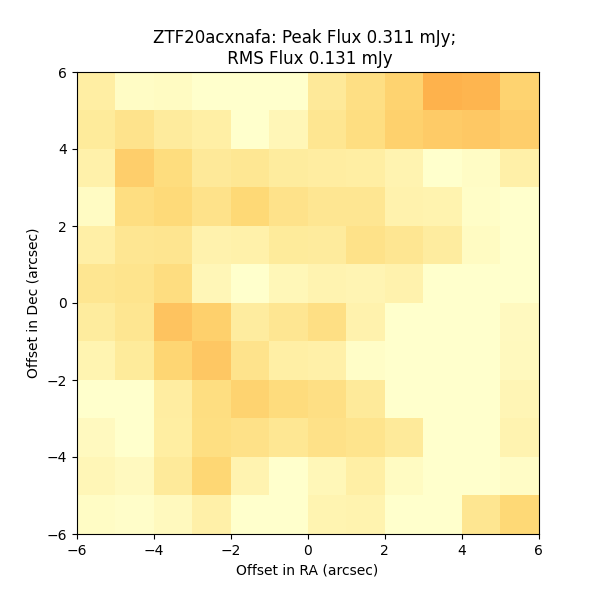 ZTF20acxnafa: Peak Flux 0.311 mJy;
RMS Flux 0.131 mJy
6
4
2
0
−2
−4
−6
Offset in Dec (arcsec)
−6 −4 −2 0 2 4 6
Offset in RA (arcsec)